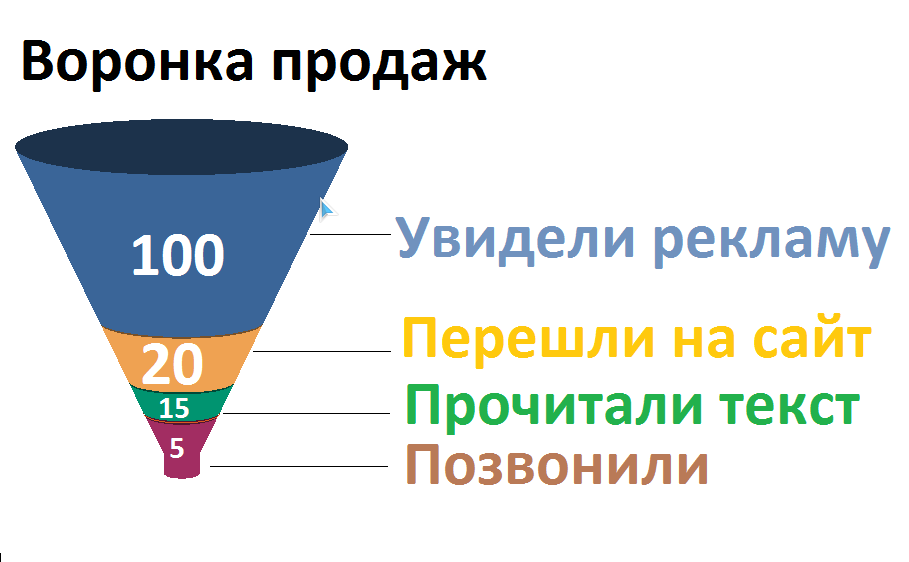 Воронка продаж
100
Увидели рекламу
20
Перешли на сайт
15
Прочитали текст
5
Позвонили